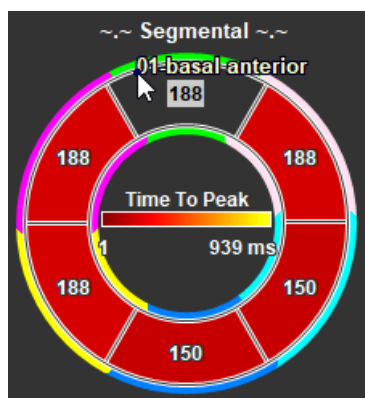 ~.~ Segmental ~.~
01-basal anterior
188
188
188
Time To Peak
1
939 ms
188
150
150